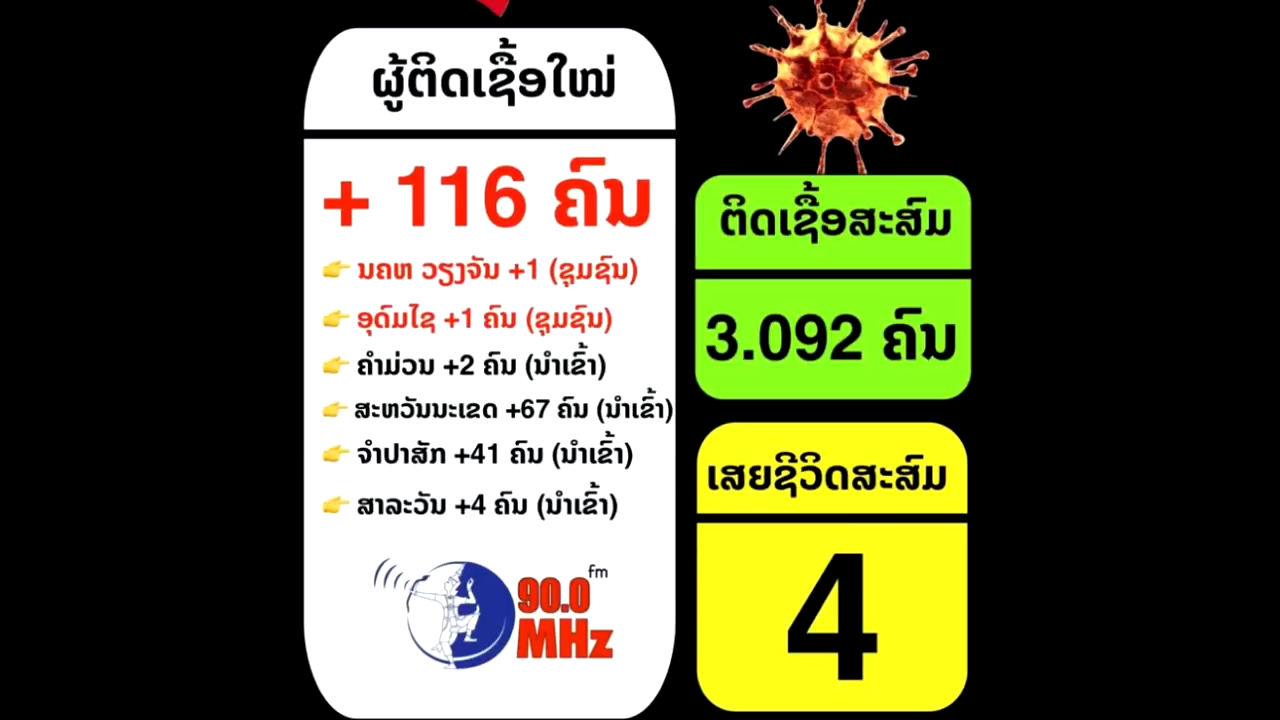 ຜູ້ຕິດເຊື້ອໃໝ່
+ 116 ຄົນ
ນຄຫ ວຽງຈັນ +1 (ຊຸມຊົນ)
ອຸດົມໄຊ +1 ຄົນ (ຊຸມຊົນ)
ຄຳມ່ວນ +2 ຄົນ (ນຳເຂົ້າ)
ສະຫວັນນະເຂດ +67 ຄົນ (ນຳເຂົ້າ)
ຈຳປາສັກ +41 ຄົນ (ນຳເຂົ້າ)
ສາລະວັນ +4 ຄົນ (ນຳເຂົ້າ)
90.0 fm
MHz
ຕິດເຊື້ອສະສົມ
3.092 ຄົນ
ເສຍຊີວິດສະສົມ
4